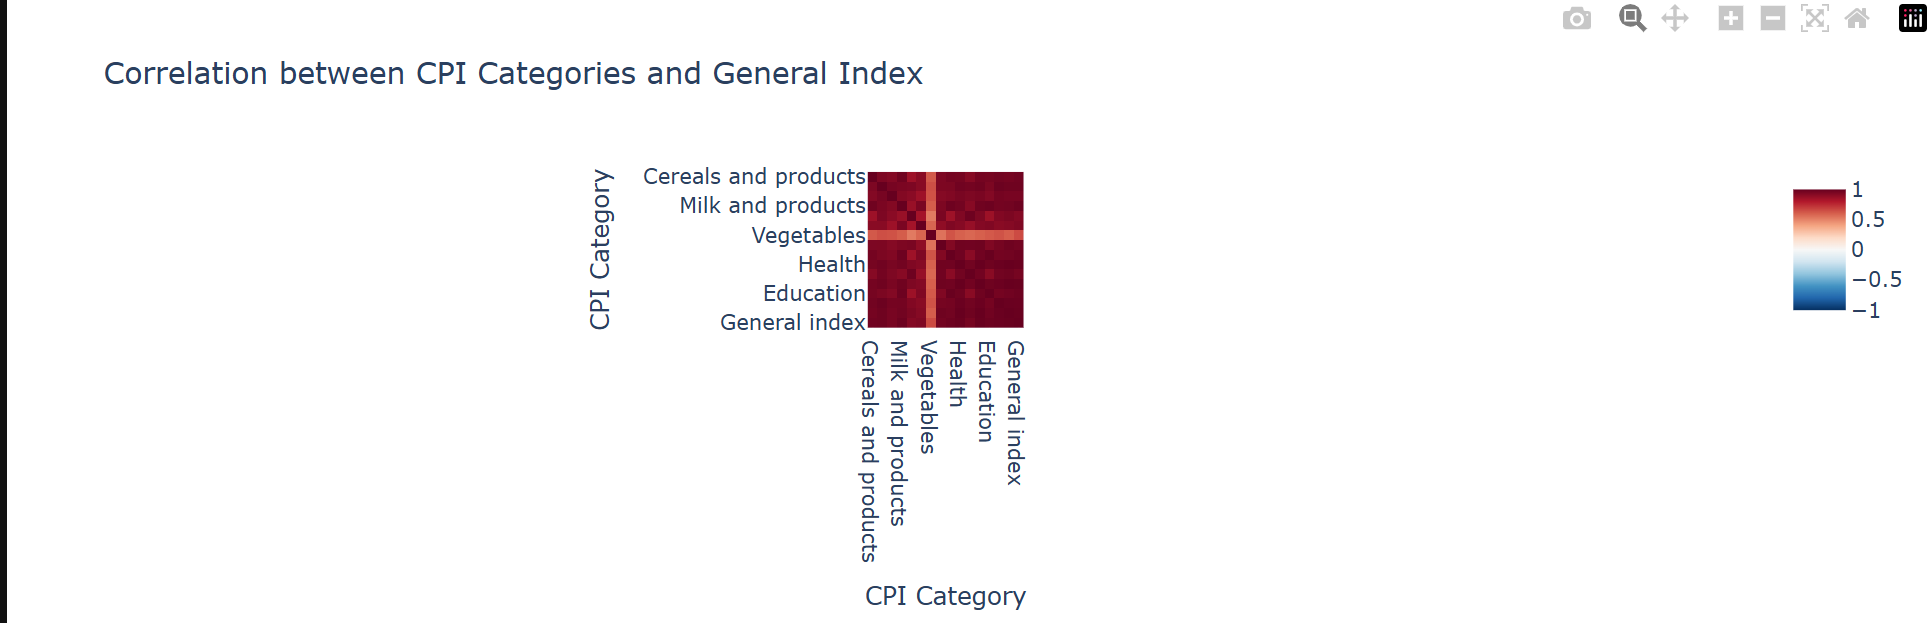 Correlation between CPI Categories and General Index
CPI Category
Cereals and products
Milk and products
Vegetables
Health
Education
General index
Cereals and products
Milk and products
Vegetables
Health
Education
General index
CPI Category
1
0.5
0
−0.5
−1